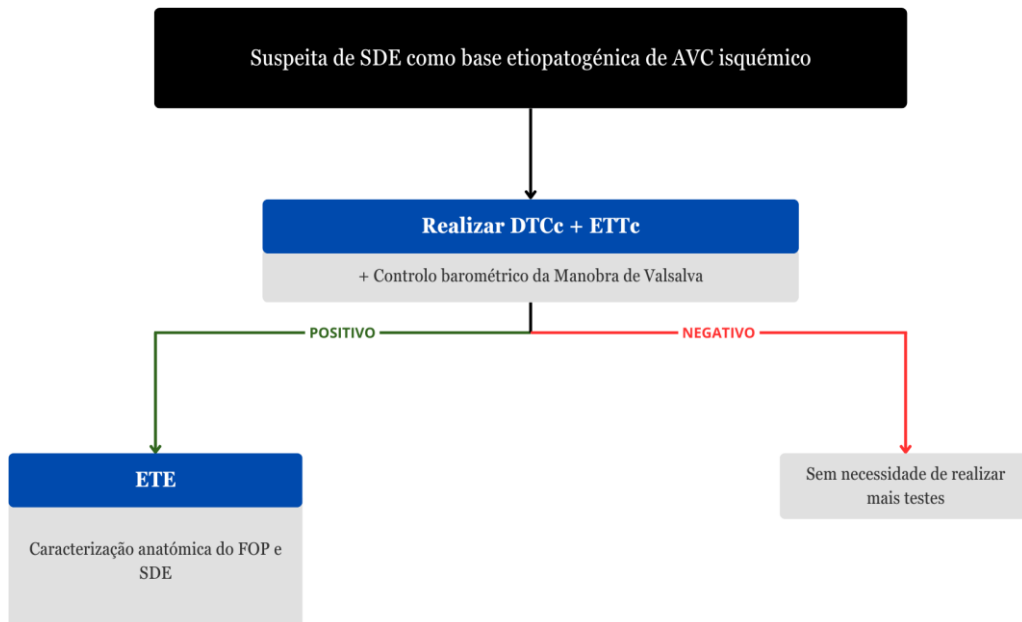 Suspeita de SDE como base etiopatogénica de AVC isquémico
Realizar DTCc + ETTc
+ Controlo barométrico da Manobra de Valsalva
POSITIVO
NEGATIVO
ETE
Caracterização anatómica do FOP e
SDE
Sem necessidade de realizar
mais testes